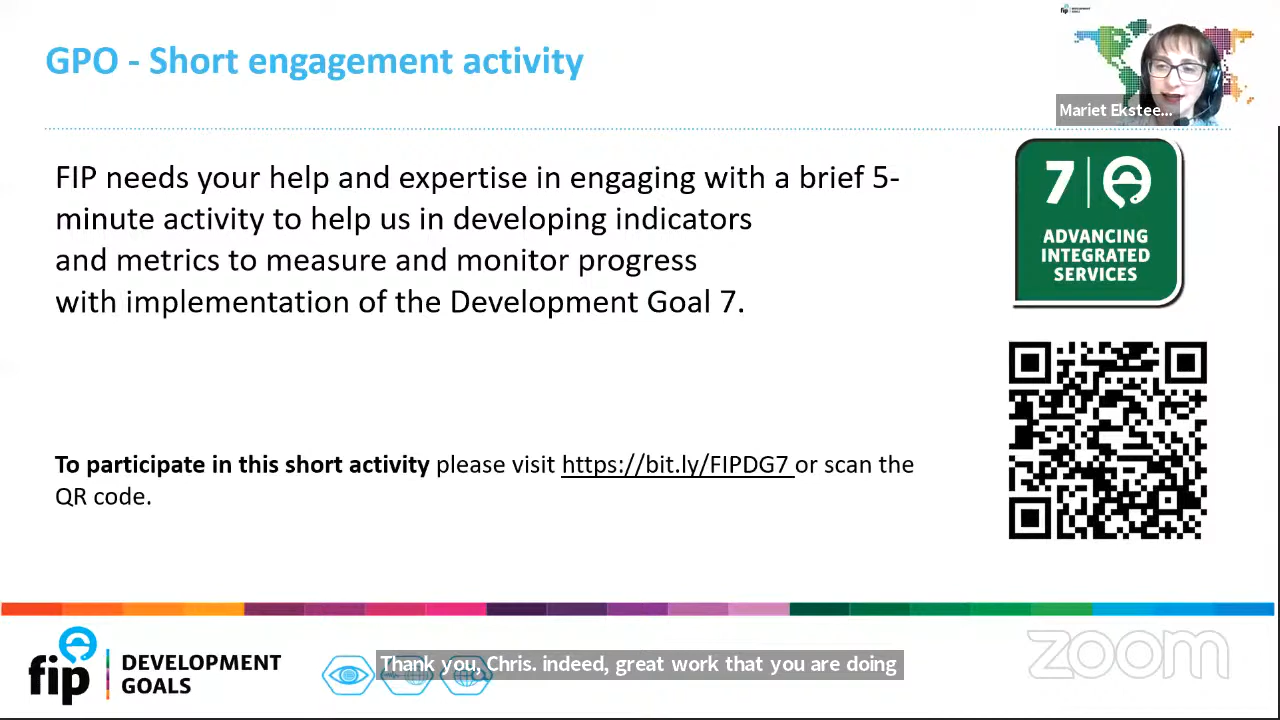 GPO - Short engagement activity
fip
DEVELOPMENT
GOALS
Mariet Ekstee...
FIP needs your help and expertise in engaging with a brief 5-
minute activity to help us in developing indicators
and metrics to measure and monitor progress
with implementation of the Development Goal 7.
7
ADVANCING
INTEGRATED
SERVICES
To participate in this short activity please visit https://bit.ly/FIPDG7 or scan the
QR code.
fip
DEVELOPMENT
GOALS
Thank you, Chris. indeed, great work that you are doing
zoom